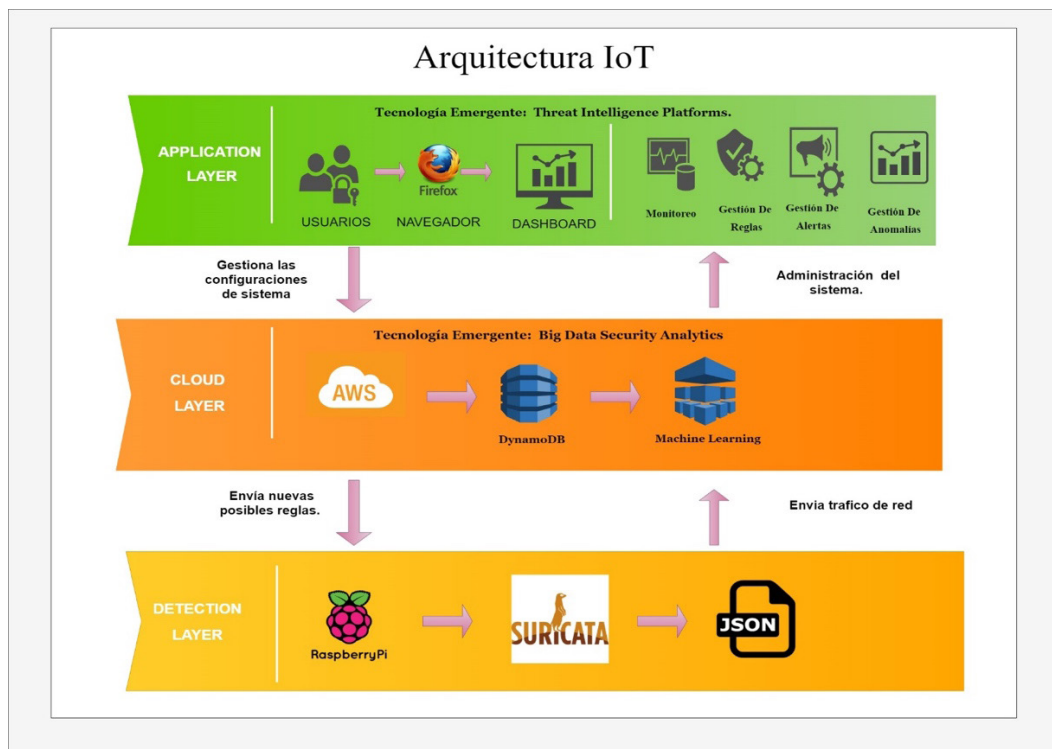 Arquitectura IoT
Tecnología Emergente: Threat Intelligence Platforms.
APPLICATION
LAYER
Firefox
USUARIOS
NAVEGADOR
DASHBOARD
Monitoreo
Gestión De
Reglas
Gestión De
Alertas
Gestión De
Anomalías
Gestiona las
configuraciones
de sistema
Administración del
sistema.
Tecnología Emergente: Big Data Security Analytics
CLOUD
LAYER
AWS
DynamoDB
Machine Learning
Envía nuevas
posibles reglas.
Envia trafico de red
DETECTION
LAYER
RaspberryPi
SURICATA
JSON